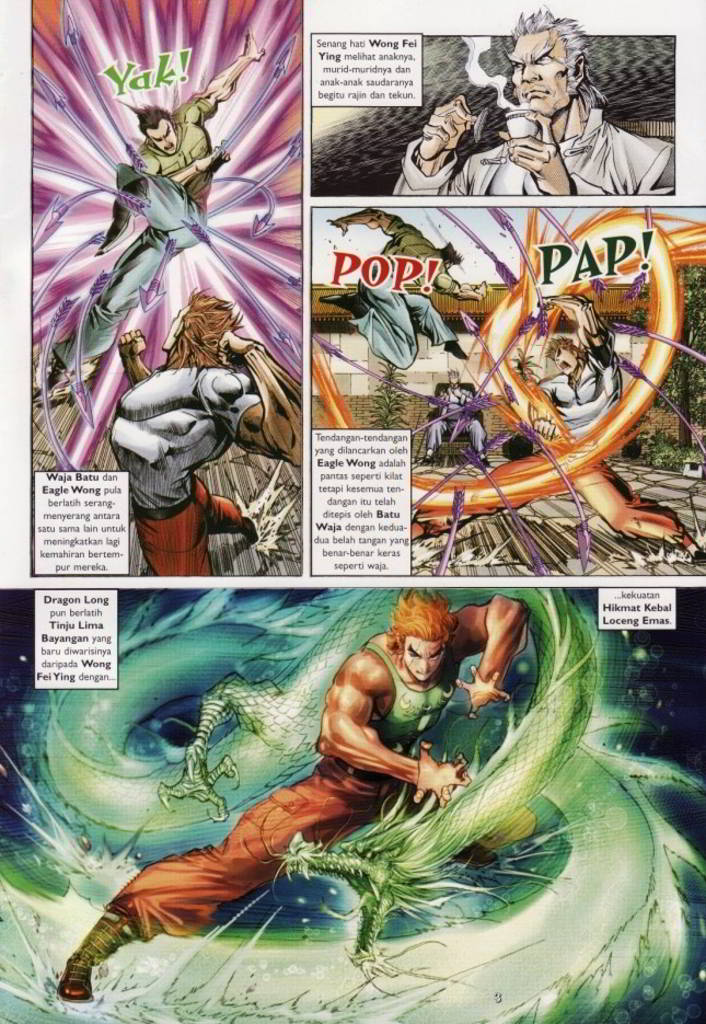 Yak!
Waja Batu dan
Eagle Wong pula
berlatih serang-
menyerang antara
satu sama lain untuk
meningkatkan lagi
kemahiran bertem-
pur mereka.
Senang hati Wong Fei
Ying melihat anaknya,
murid-muridnya dan
anak-anak saudaranya
begitu rajin dan tekun.
POP!
PAP!
Tendangan-tendangan
yang dilancarkan oleh
Eagle Wong adalah
pantas seperti kilat
tetapi kesemua ten-
dangan itu telah
ditepis oleh Batu
Waja dengan kedua-
dua belah tangan yang
benar-benar keras
seperti waja.
Dragon Long
pun berlatih
Tinju Lima
Bayangan yang
baru diwarisinya
daripada Wong
Fei Ying dengan...
...kekuatan
Hikmat Kebal
Loceng Emas.
3